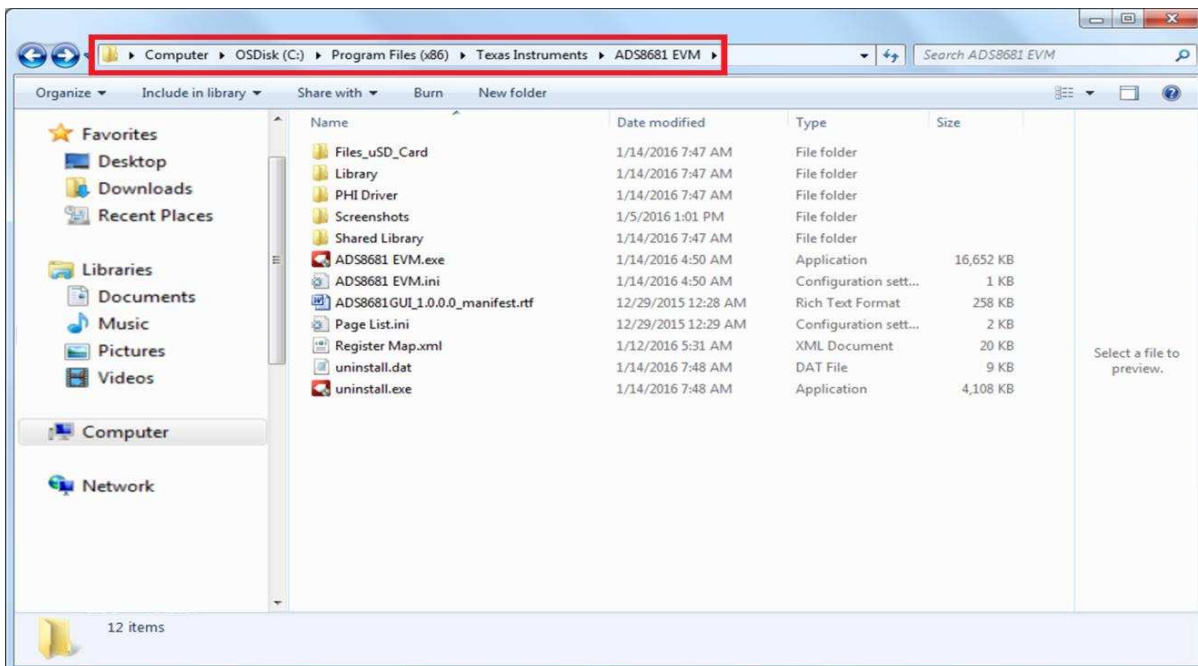 Computer OSDisk (C:) Program Files (x86) Texas Instruments ADS8681 EVM
Search ADS8681 EVM
Organize Include in library Share with Burn New folder
Favorites
Desktop
Downloads
Recent Places
Libraries
Documents
Music
Pictures
Videos
Computer
Network
Name Date modified Type Size
Files_uSD_Card 1/14/2016 7:47 AM File folder
Library 1/14/2016 7:47 AM File folder
PHI Driver 1/14/2016 7:47 AM File folder
Screenshots 1/5/2016 1:01 PM File folder
Shared Library 1/14/2016 7:47 AM File folder
ADS8681 EVM.exe 1/14/2016 4:50 AM Application 16,652 KB
ADS8681 EVM.ini 1/14/2016 4:50 AM Configuration sett... 1 KB
ADS8681GUI_1.0.0.0_manifest.rtf 12/29/2015 12:28 AM Rich Text Format 258 KB
Page List.ini 12/29/2015 12:29 AM Configuration sett... 2 KB
Register Map.xml 1/12/2016 5:31 AM XML Document 20 KB
uninstall.dat 1/14/2016 7:48 AM DAT File 9 KB
uninstall.exe 1/14/2016 7:48 AM Application 4,108 KB
Select a file to
preview.
12 items